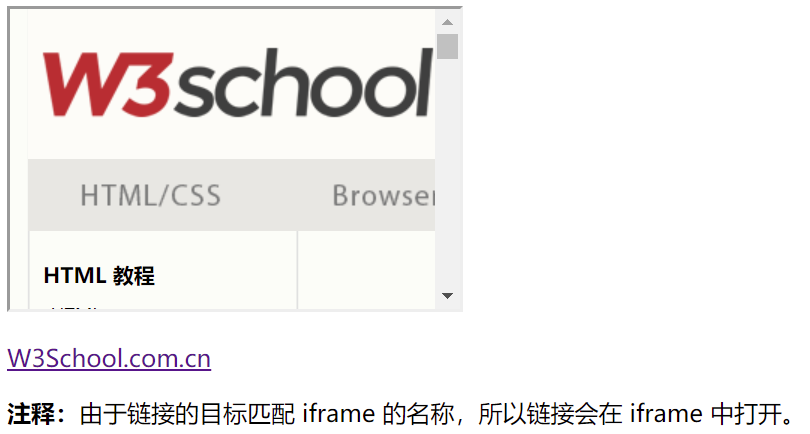 W3school
HTML/CSS Browser
HTML 教程
W3School.com.cn
注释：由于链接的目标匹配 iframe 的名称，所以链接会在 iframe 中打开。